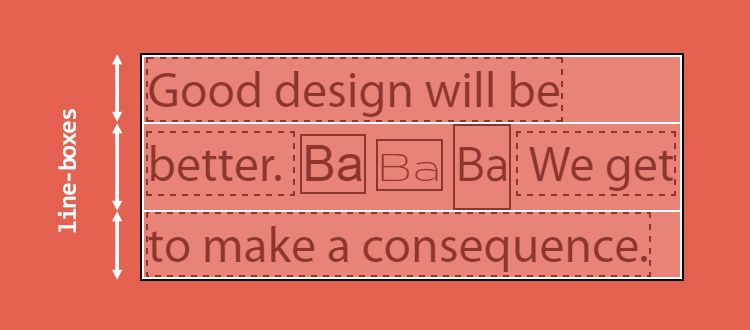 line-boxes
Good design will be
better. Ba Ba Ba We get
to make a consequence.